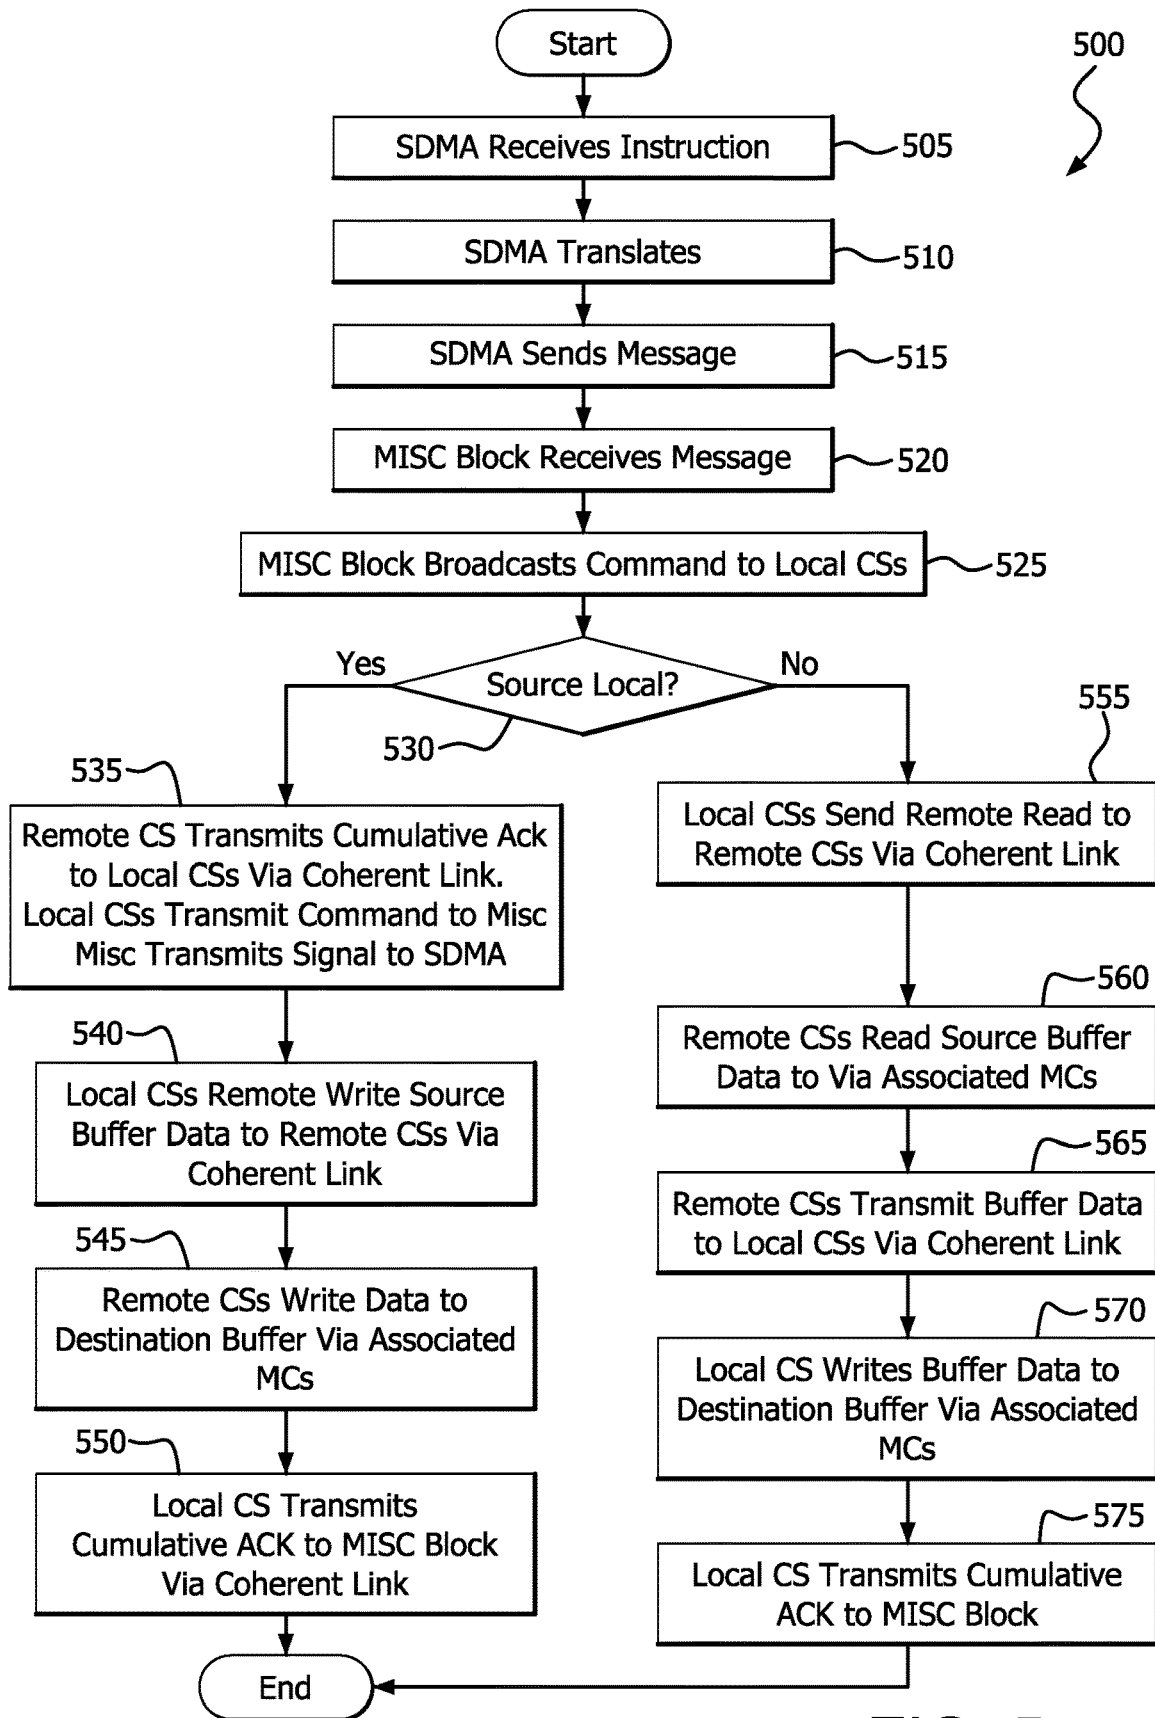 Start
500
SDMA Receives Instruction
505
SDMA Translates
510
SDMA Sends Message
515
MISC Block Receives Message
520
MISC Block Broadcasts Command to Local CSs
525
Yes
Source Local?
No
530
535
Remote CS Transmits Cumulative Ack
to Local CSs Via Coherent Link.
Local CSs Transmit Command to Misc
Misc Transmits Signal to SDMA
540
Local CSs Remote Write Source
Buffer Data to Remote CSs Via
Coherent Link
545
Remote CSs Write Data to
Destination Buffer Via Associated
MCs
550
Local CS Transmits
Cumulative ACK to MISC Block
Via Coherent Link
555
Local CSs Send Remote Read to
Remote CSs Via Coherent Link
560
Remote CSs Read Source Buffer
Data to Via Associated MCs
565
Remote CSs Transmit Buffer Data
to Local CSs Via Coherent Link
570
Local CS Writes Buffer Data to
Destination Buffer Via Associated
MCs
575
Local CS Transmits Cumulative
ACK to MISC Block
End